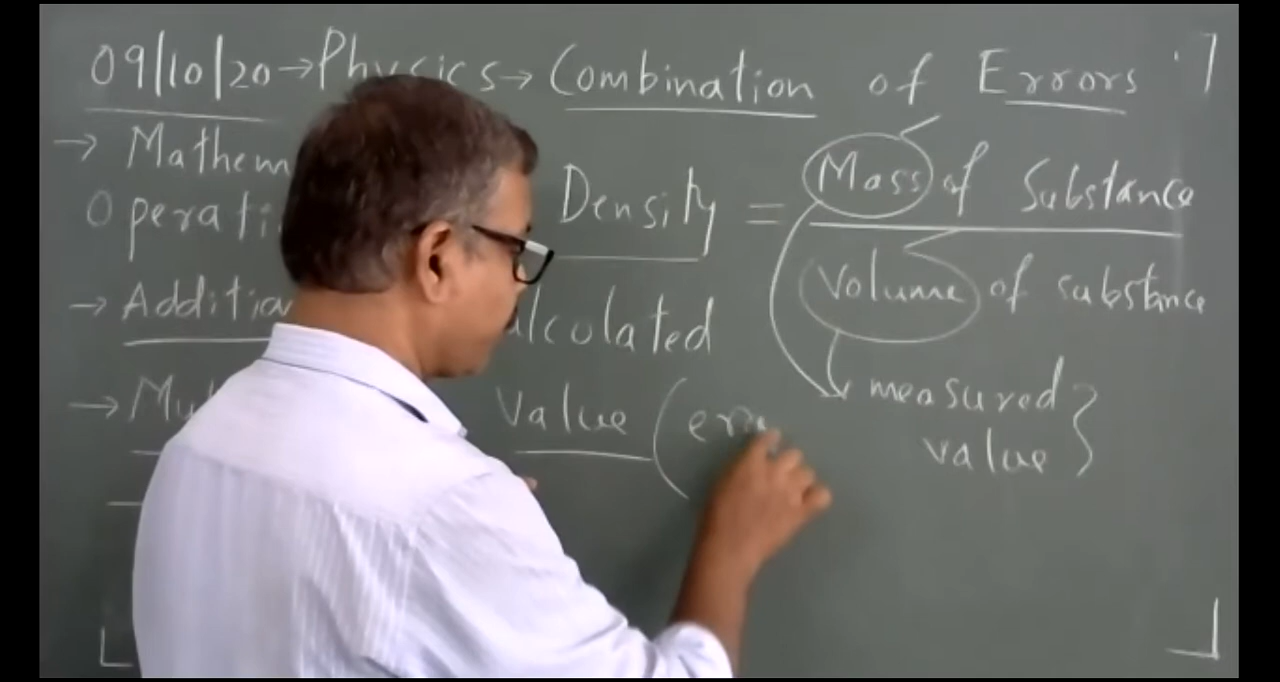 09/10/20 → Physics → Combination of Errors
→ Mathem
Operati
→ Addition
→ Mu
Density = Mass of Substance
Volume of substance
alculated
value (err
measured
value }